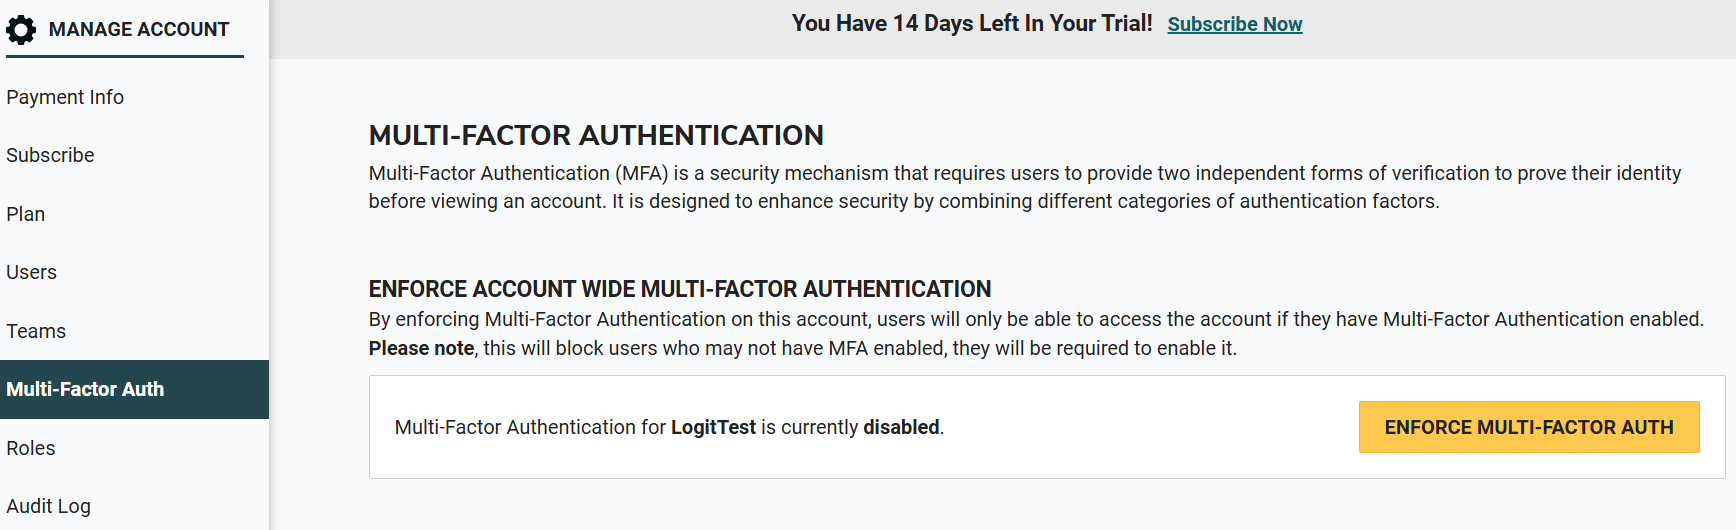 MANAGE ACCOUNT
Payment Info
Subscribe
Plan
Users
Teams
Multi-Factor Auth
Roles
Audit Log
You Have 14 Days Left In Your Trial! Subscribe Now
MULTI-FACTOR AUTHENTICATION
Multi-Factor Authentication (MFA) is a security mechanism that requires users to provide two independent forms of verification to prove their identity
before viewing an account. It is designed to enhance security by combining different categories of authentication factors.
ENFORCE ACCOUNT WIDE MULTI-FACTOR AUTHENTICATION
By enforcing Multi-Factor Authentication on this account, users will only be able to access the account if they have Multi-Factor Authentication enabled.
Please note, this will block users who may not have MFA enabled, they will be required to enable it.
Multi-Factor Authentication for LogitTest is currently disabled.
ENFORCE MULTI-FACTOR AUTH